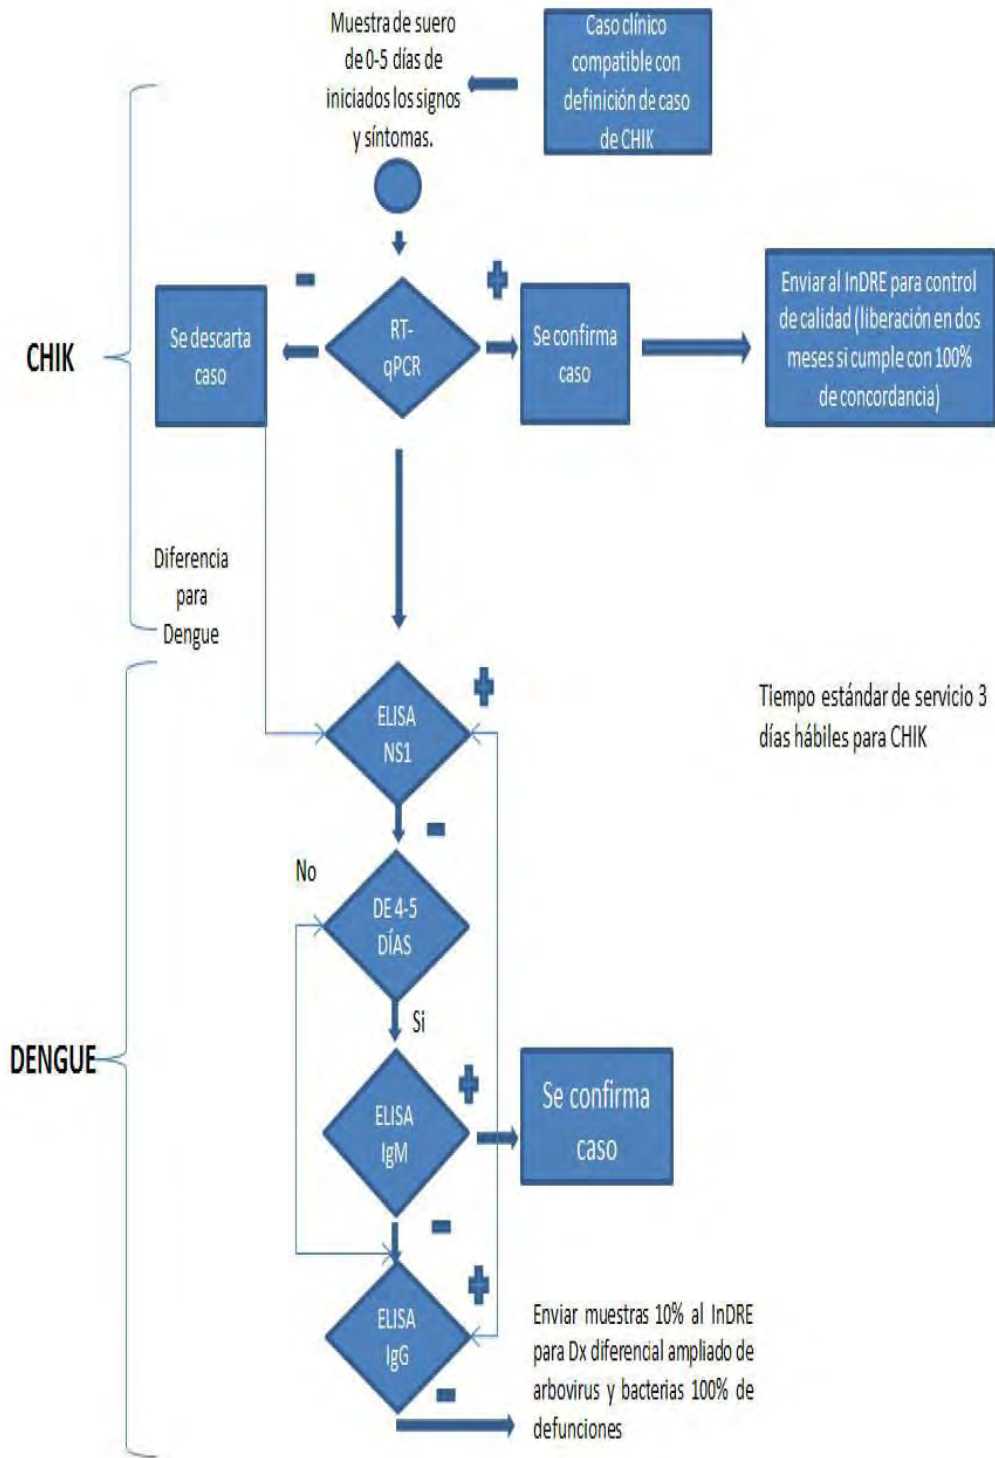 Muestra de suero
de 0-5 días de
iniciados los signos
y síntomas.
Caso clínico
compatible con
definición de caso
de CHIK
CHIK
Se descarta
caso
RT-
qPCR
Se confirma
caso
Enviar al InDRE para control
de calidad (liberación en dos
meses si cumple con 100%
de concordancia)
Diferencia
para
Dengue
ELISA
NS1
Tiempo estándar de servicio 3
días hábiles para CHIK
No
DE 4-5
DÍAS
Si
DENGUE
ELISA
IgM
Se confirma
caso
ELISA
IgG
Enviar muestras 10% al InDRE
para Dx diferencial ampliado de
arbovirus y bacterias 100% de
defunciones